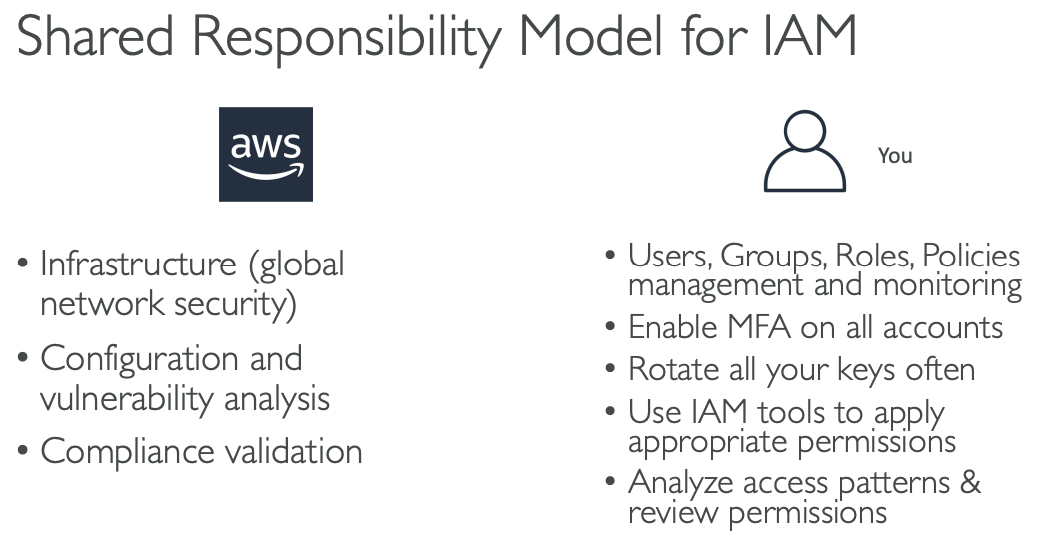 Shared Responsibility Model for IAM
aws
You
• Infrastructure (global
network security)
• Configuration and
vulnerability analysis
• Compliance validation
• Users, Groups, Roles, Policies
management and monitoring
• Enable MFA on all accounts
• Rotate all your keys often
• Use IAM tools to apply
appropriate permissions
• Analyze access patterns &
review permissions